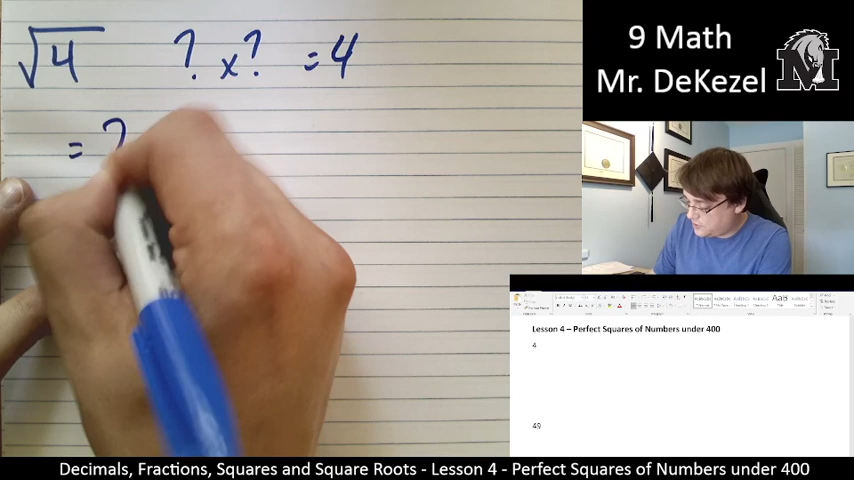 √4 ? x ? = 4
= 2
9 Math
Mr. DeKezel
M
Lesson 4 – Perfect Squares of Numbers under 400
4
49
Decimals, Fractions, Squares and Square Roots - Lesson 4 - Perfect Squares of Numbers under 400